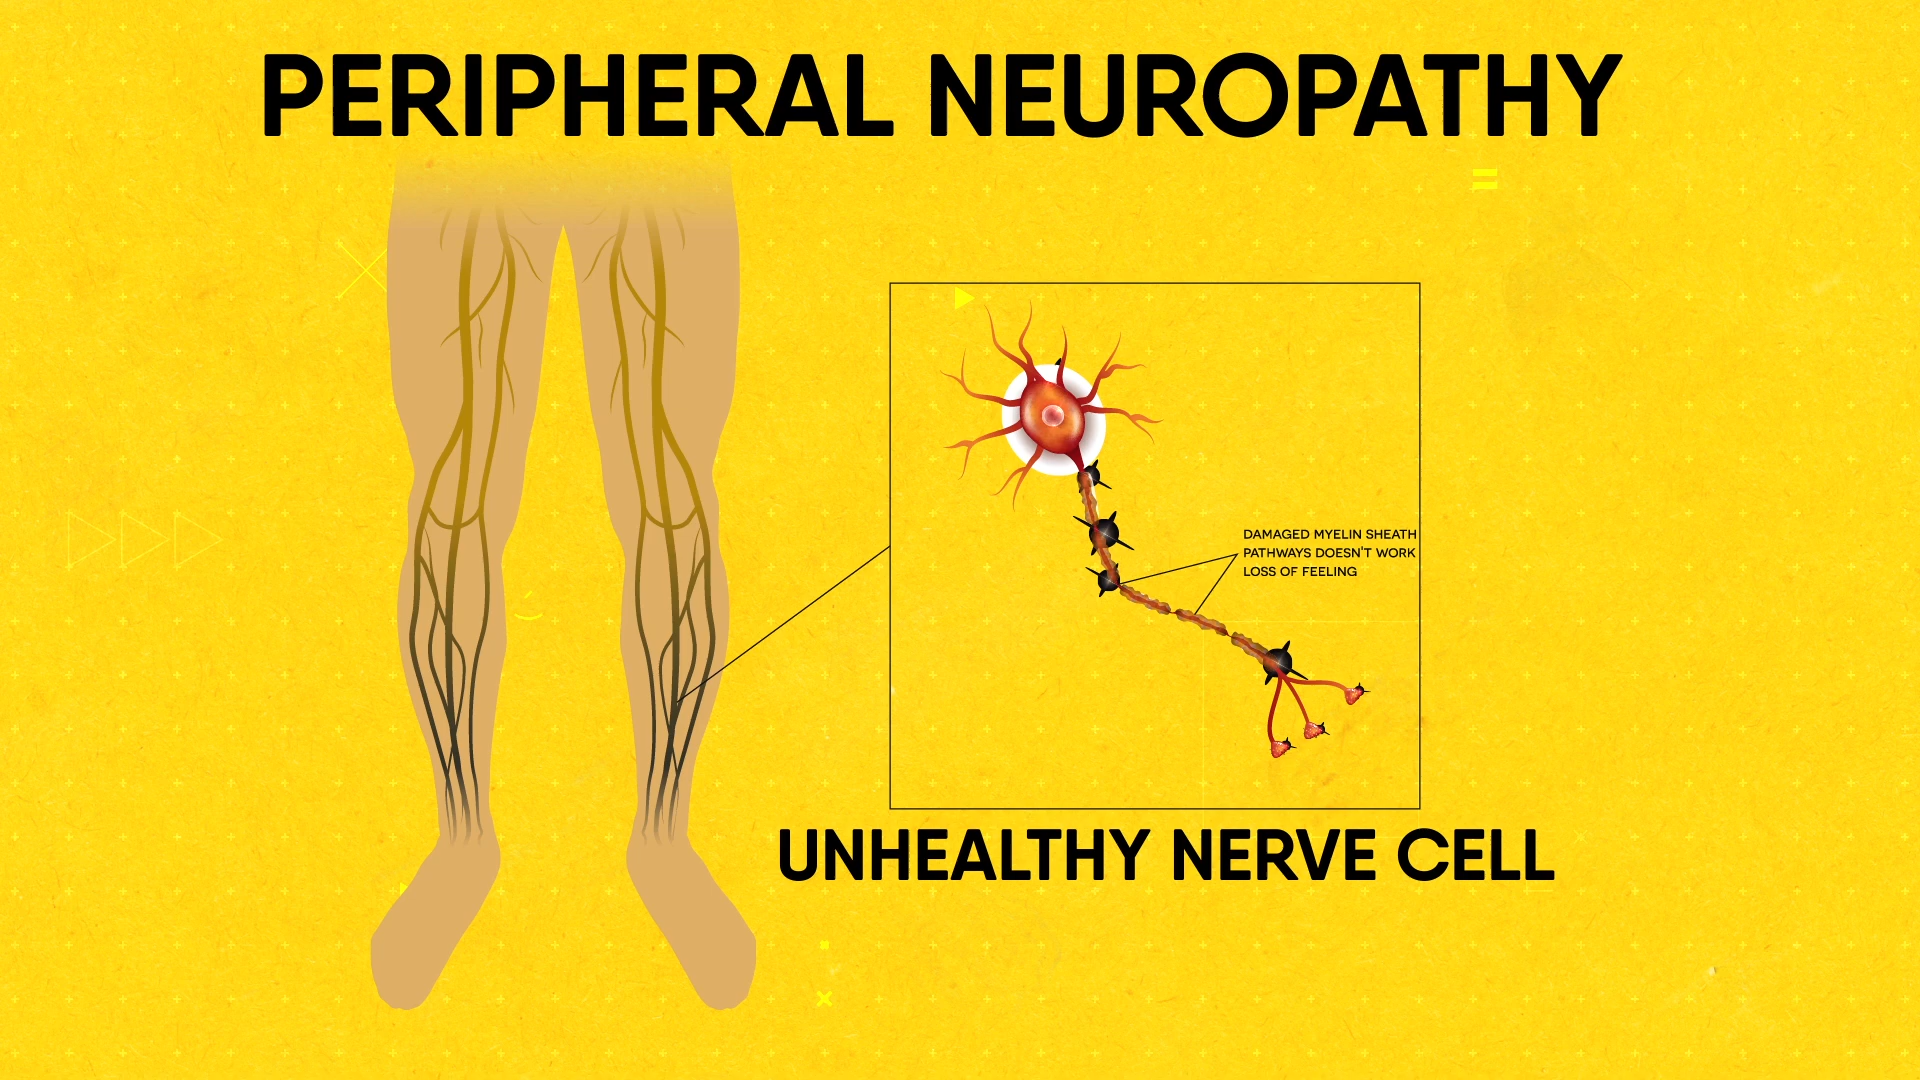 PERIPHERAL NEUROPATHY
DAMAGED MYELIN SHEATH
PATHWAYS DOESN'T WORK
LOSS OF FEELING
UNHEALTHY NERVE CELL